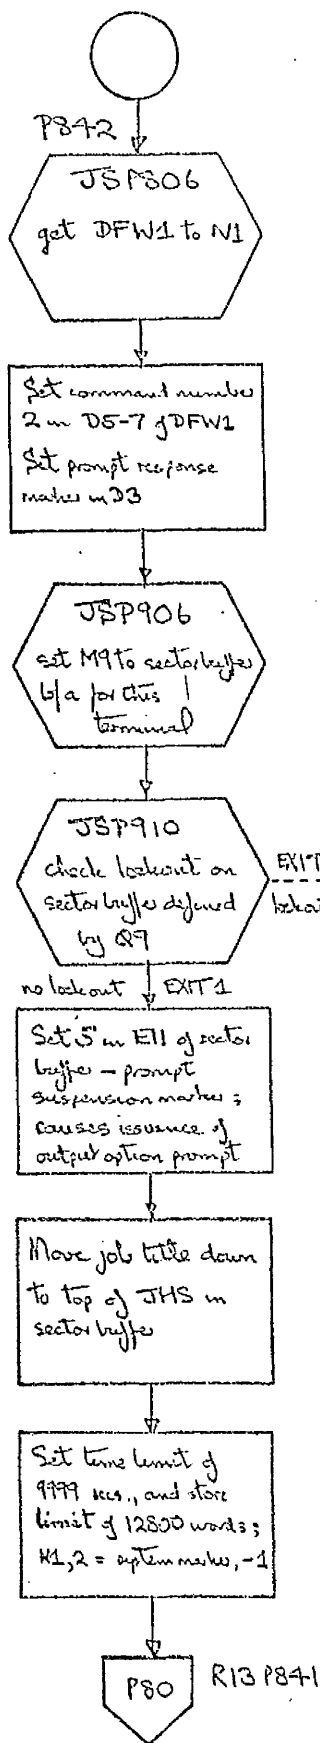 P842
JSP806
get DFW1 to N1
Set command number
2 in D5-7 of DFW1
Set prompt response
marker in D3
JSP906
set M9 to sector buffer
b/a for this
terminal
JSP910
check lockout on
sector buffer defined
by Q9
EXIT
lockou
no lockout EXIT1
Set 5 in E11 of sector
buffer - prompt
suspension marker;
causes issuance of
output option prompt
Move job title down
to top of JHS in
sector buffer
Set time limit of
9999 secs., and store
limit of 12800 words;
N1,2 = system marker, -1
P80
R13 P841